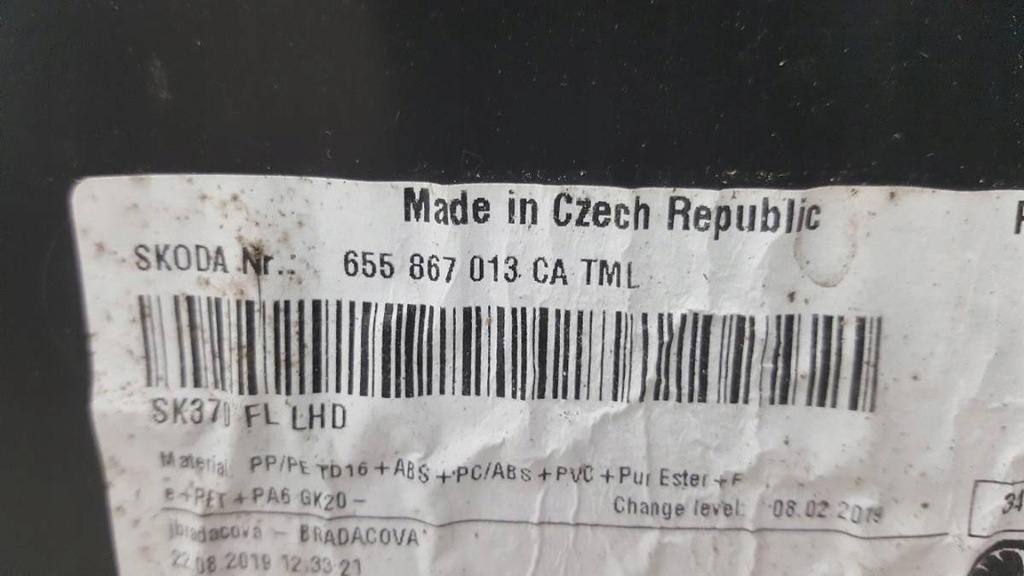 Made in Czech Republic
SKODA Nr.: 655 867 013 CA TML
SK370 FL LHD
Material: PP/PE TD16+ABS+PC/ABS+PVC+Pur Ester+F
e+PET+PA6 GK20-
Change level: 08.02.2019
jbradacova - BRADACOVA
22.08.2019 12:33:21